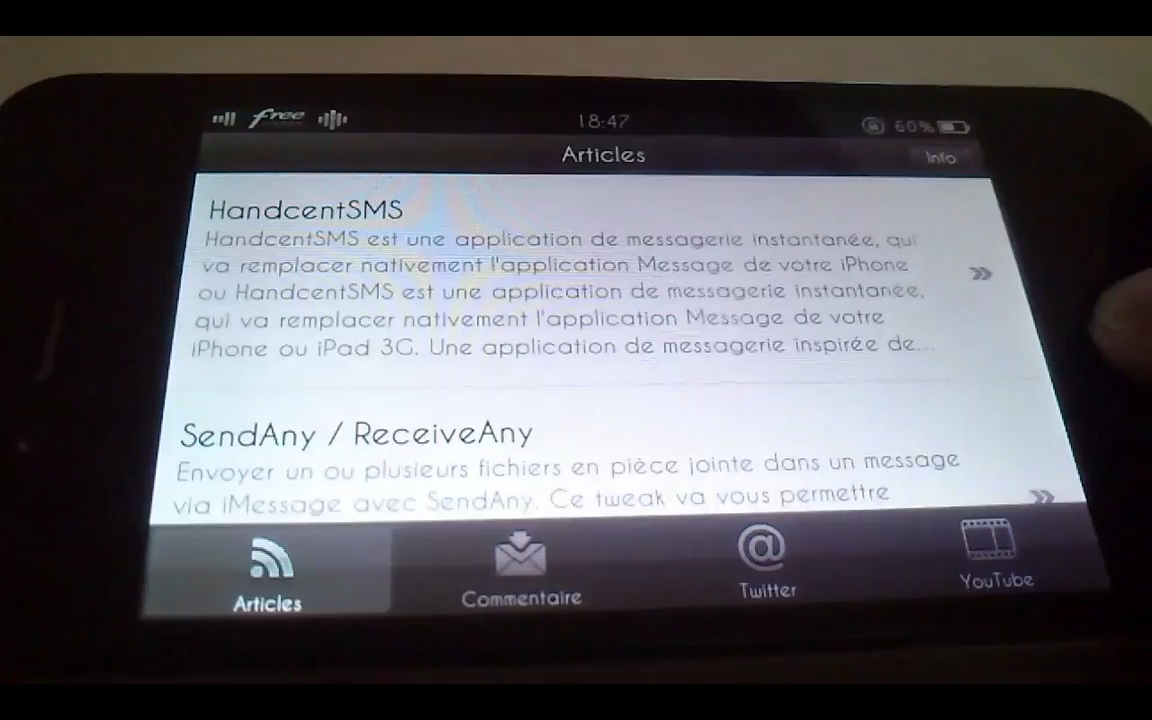 free 18:47 60%
Articles Info
HandcentSMS
HandcentSMS est une application de messagerie instantanée, qui
va remplacer nativement l'application Message de votre iPhone
ou HandcentSMS est une application de messagerie instantanée,
qui va remplacer nativement l'application Message de votre
iPhone ou iPad 3G. Une application de messagerie inspirée de...
SendAny / ReceiveAny
Envoyer un ou plusieurs fichiers en pièce jointe dans un message
via iMessage avec SendAny. Ce tweak va vous permettre
Articles Commentaire Twitter YouTube